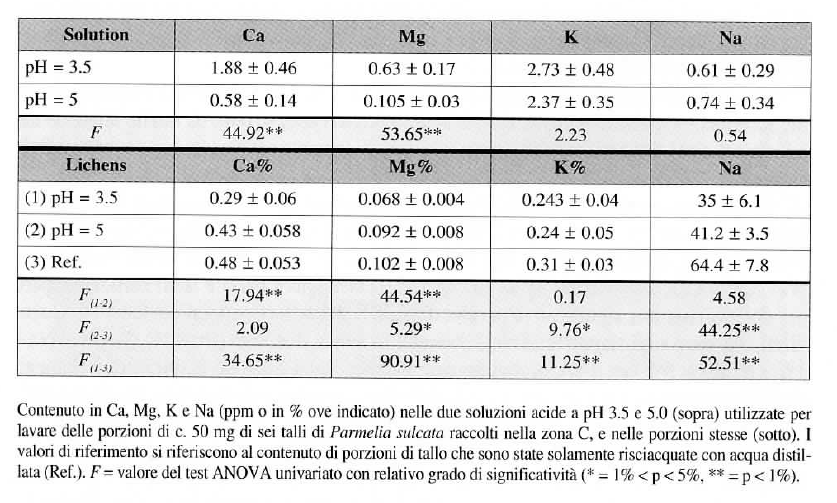 Solution Ca Mg K Na
pH = 3.5 1.88 ± 0.46 0.63 ± 0.17 2.73 ± 0.48 0.61 ± 0.29
pH = 5 0.58 ± 0.14 0.105 ± 0.03 2.37 ± 0.35 0.74 ± 0.34
F 44.92** 53.65** 2.23 0.54
Lichens Ca% Mg% K% Na
(1) pH = 3.5 0.29 ± 0.06 0.068 ± 0.004 0.243 ± 0.04 35 ± 6.1
(2) pH = 5 0.43 ± 0.058 0.092 ± 0.008 0.24 ± 0.05 41.2 ± 3.5
(3) Ref. 0.48 ± 0.053 0.102 ± 0.008 0.31 ± 0.03 64.4 ± 7.8
F(1-2) 17.94** 44.54** 0.17 4.58
F(2-3) 2.09 5.29* 9.76* 44.25**
F(1-3) 34.65** 90.91** 11.25** 52.51**
Contenuto in Ca, Mg, K e Na (ppm o in % ove indicato) nelle due soluzioni acide a pH 3.5 e 5.0 (sopra) utilizzate per
lavare delle porzioni di c. 50 mg di sei talli di Parmelia sulcata raccolti nella zona C, e nelle porzioni stesse (sotto). I
valori di riferimento si riferiscono al contenuto di porzioni di tallo che sono state solamente risciacquate con acqua distil-
lata (Ref.). F = valore del test ANOVA univariato con relativo grado di significatività (* = 1% < p < 5%, ** = p < 1%).